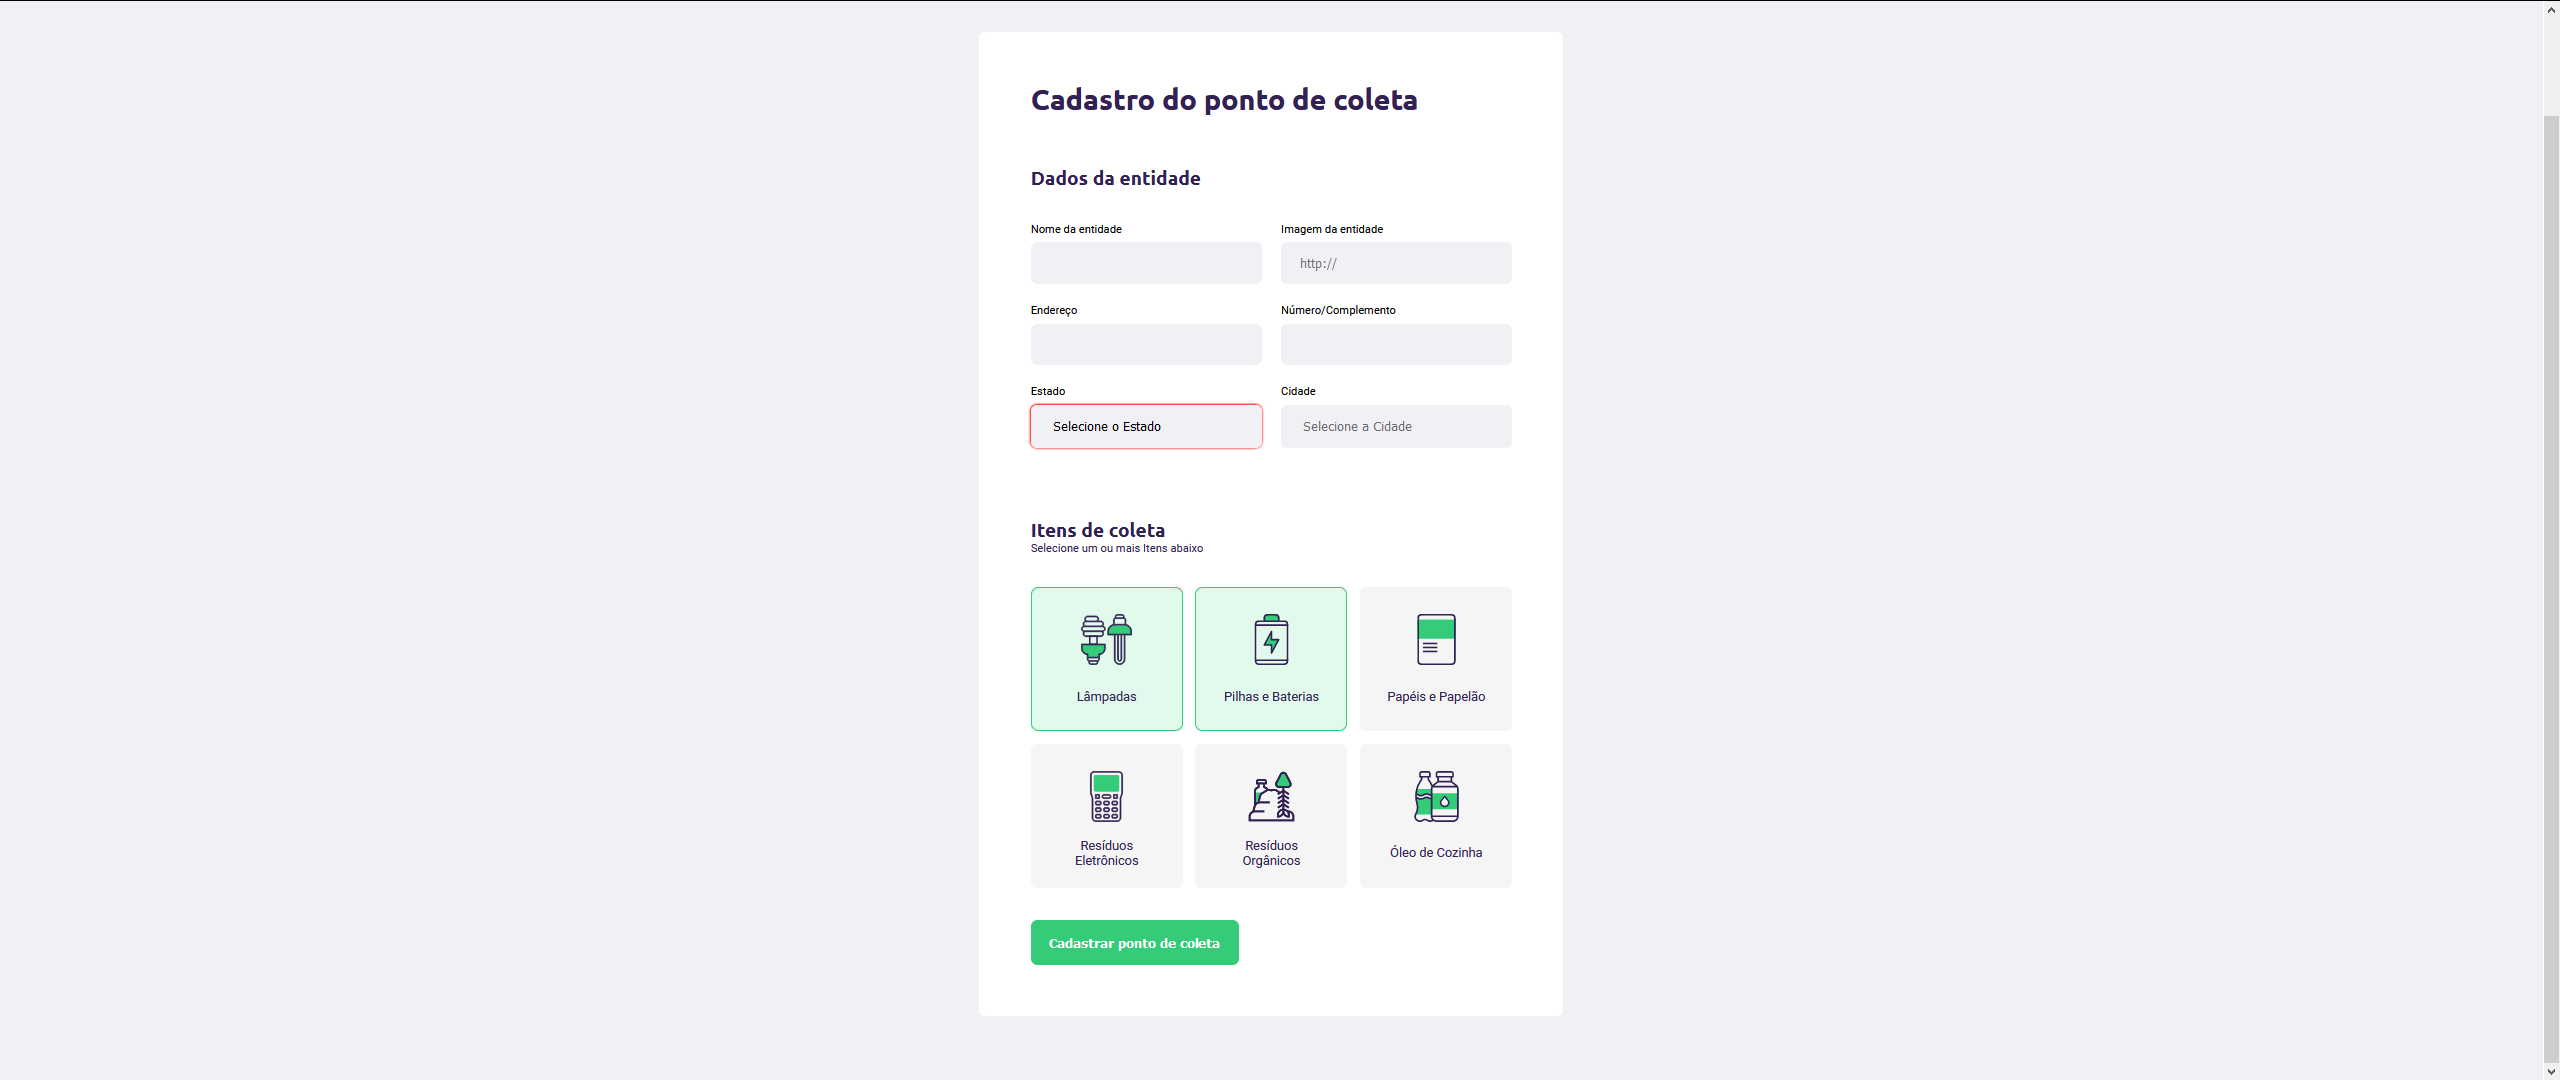 Cadastro do ponto de coleta
Dados da entidade
Nome da entidade
Imagem da entidade
http://
Endereço
Número/Complemento
Estado
Cidade
Selecione o Estado
Selecione a Cidade
Itens de coleta
Selecione um ou mais Itens abaixo
Lâmpadas
Pilhas e Baterias
Papéis e Papelão
Resíduos
Eletrônicos
Resíduos
Orgânicos
Óleo de Cozinha
Cadastrar ponto de coleta